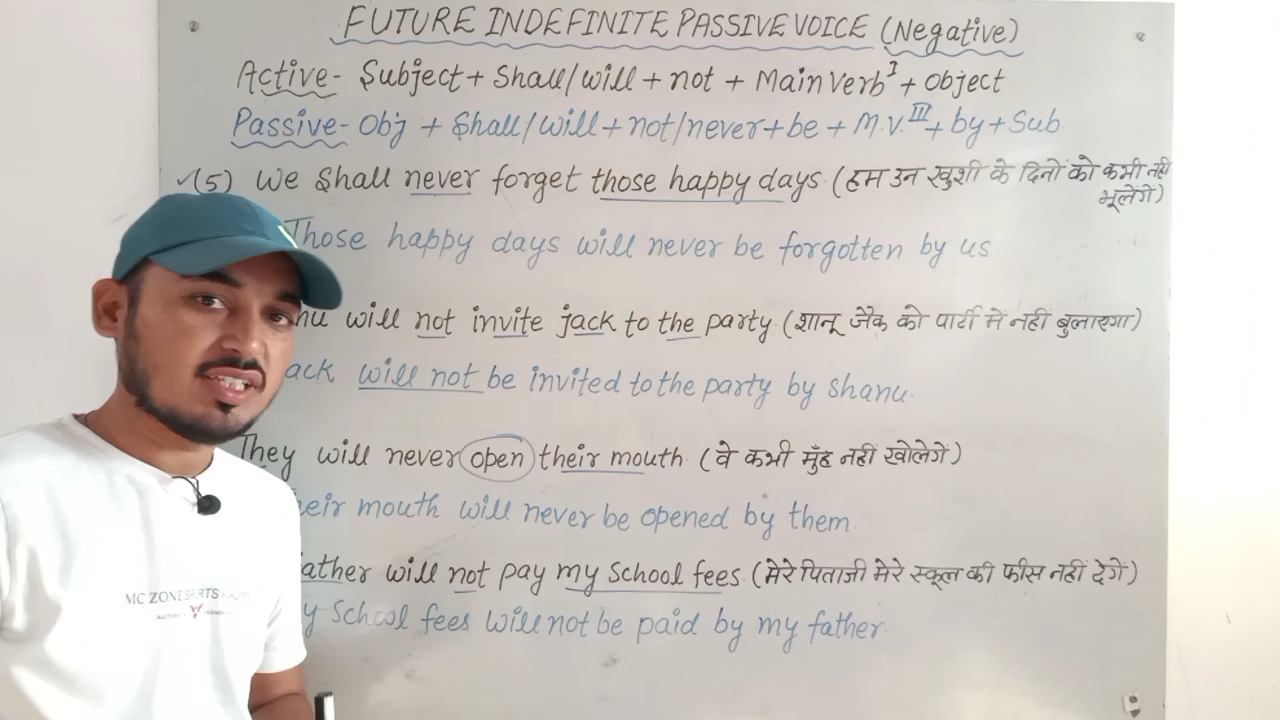 FUTURE INDEFINITE PASSIVE VOICE (Negative)
Active- Subject + Shall/will + not + Main Verb I + Object
Passive- Obj + Shall/will + not/never + be + M.V. III + by + Sub
(5) We Shall never forget those happy days (हम उन खुशी के दिनों को कभी नहीं
भूलेंगे)
Those happy days will never be forgotten by us.
nu will not invite jack to the party (शानू जैक को पार्टी में नहीं बुलाएगा)
ack will not be invited to the party by shanu.
They will never open their mouth (वे कभी मुँह नहीं खोलेगें)
heir mouth will never be opened by them.
father will not pay my School fees (मेरे पिताजी मेरे स्कूल की फीस नहीं देगें)
y School fees will not be paid by my father.
MC ZONE SPORTS